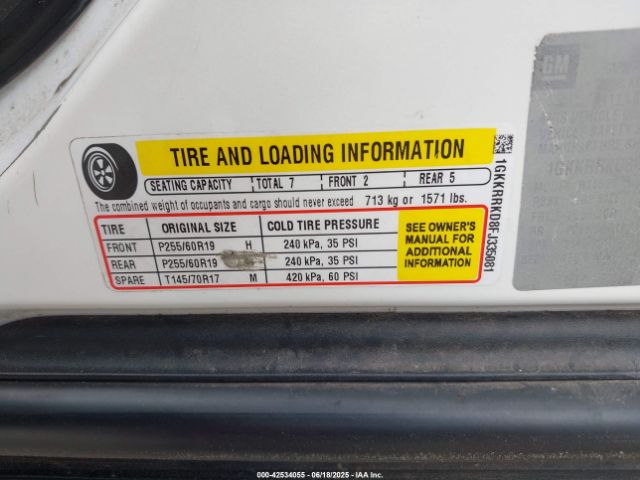 TIRE AND LOADING INFORMATION
SEATING CAPACITY TOTAL 7 FRONT 2 REAR 5
The combined weight of occupants and cargo should never exceed 713 kg or 1571 lbs.
TIRE ORIGINAL SIZE COLD TIRE PRESSURE
FRONT P255/60R19 H 240 kPa, 35 PSI
REAR P255/60R19 240 kPa, 35 PSI
SPARE T145/70R17 M 420 kPa, 60 PSI
SEE OWNER'S
MANUAL FOR
ADDITIONAL
INFORMATION
1GKKRRKD8FJ335081
GM
000-42534055 - 06/18/2025 - IAAI.com